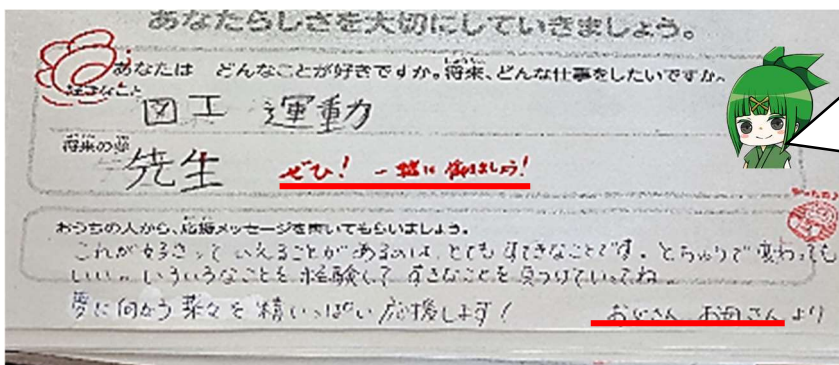 あなたらしさを大切にしていきましょう。
あなたは どんなことが好きですか。将来、どんな仕事をしたいですか。
好きなこと
図工 運動
将来の夢
先生 ぜひ! 一緒に働きましょう!
おうちの人から、応援メッセージを書いてもらいましょう。
これが好きっていえることがあるのは、とてもすてきなことです。とちゅうで変わっても
いい。いろいろなことを経験して すきなことを見つけていってね。
夢に向かう菜々を精いっぱい応援します! お父さん お母さんより